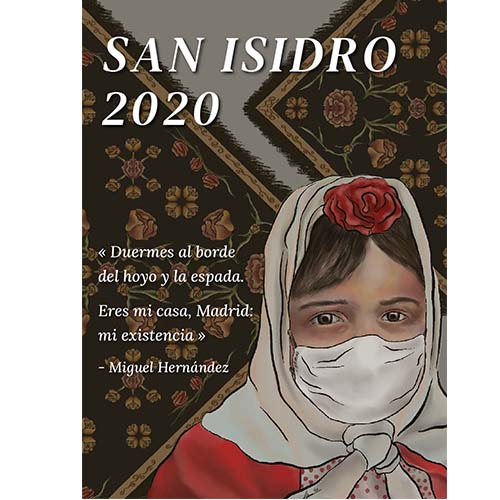 SAN ISIDRO
2020
« Duermes al borde
del hoyo y la espada.
Eres mi casa, Madrid:
mi existencia »
- Miguel Hernández